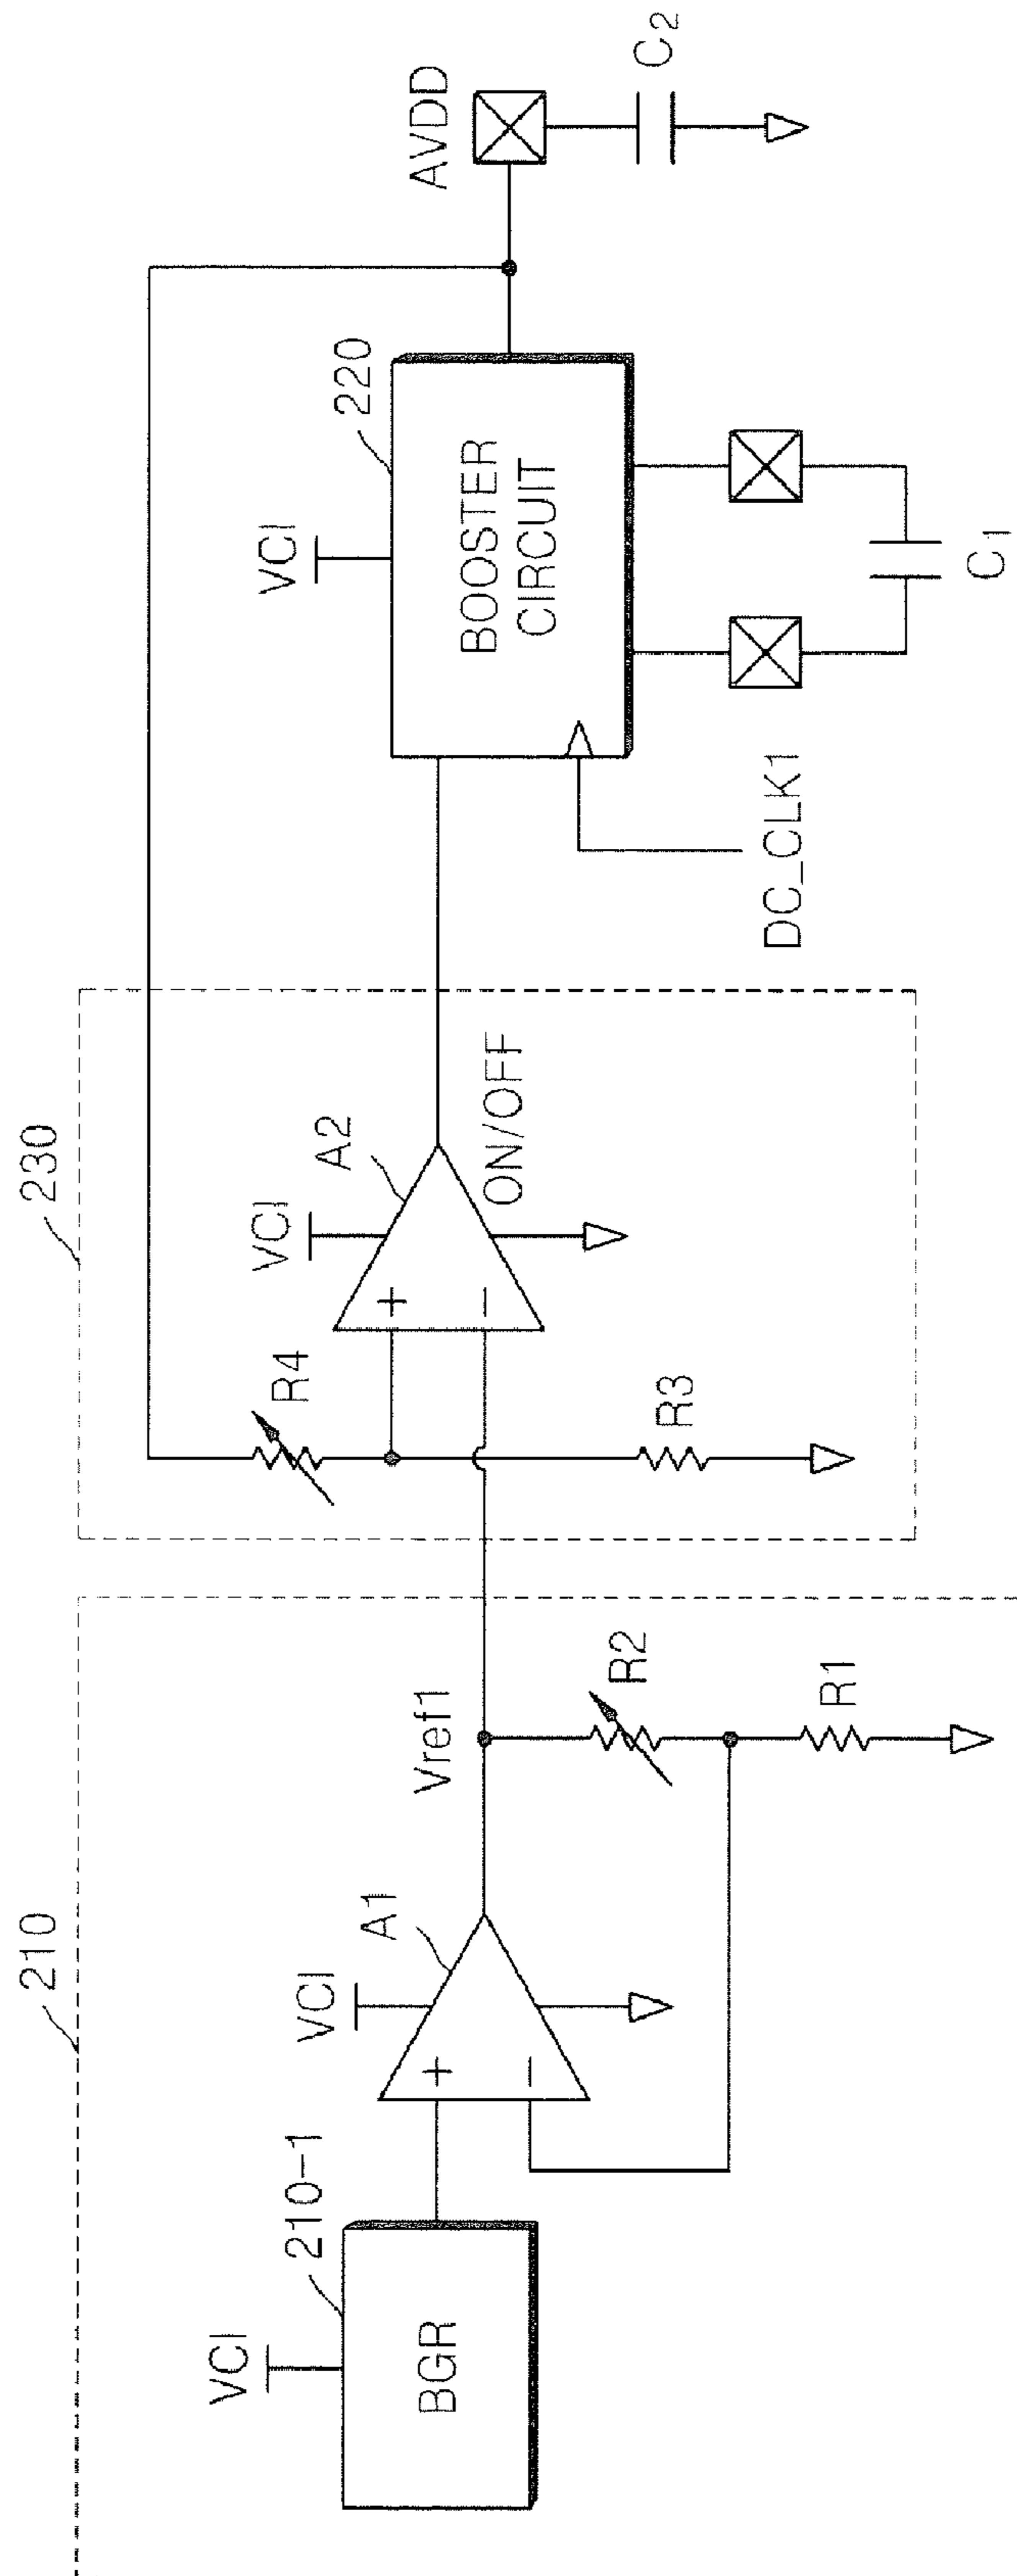 210
230
VCI
210-1
BGR
VCI
A1
+
−
Vref1
R2
R1
R4
R3
VCI
A2
+
−
ON/OFF
VCI
220
BOOSTER
CIRCUIT
DC_CLK1
C1
AVDD
C2